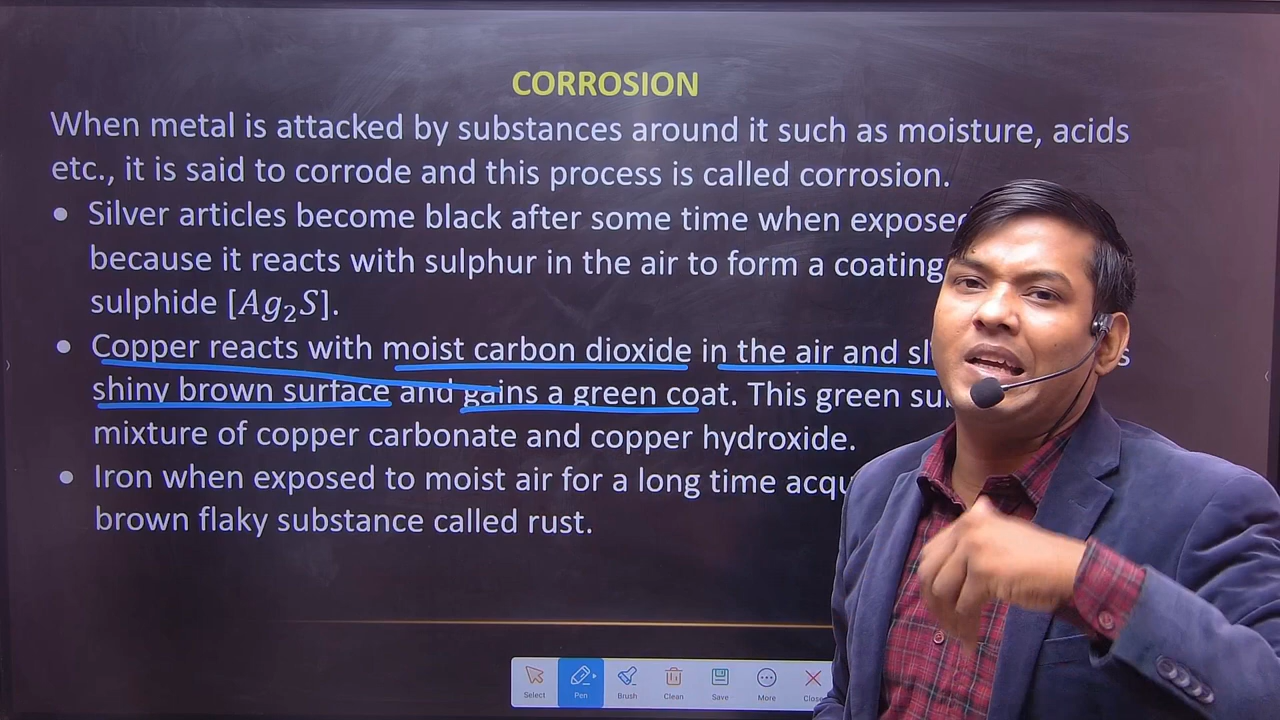 CORROSION
When metal is attacked by substances around it such as moisture, acids
etc., it is said to corrode and this process is called corrosion.
● Silver articles become black after some time when exposed
because it reacts with sulphur in the air to form a coating
sulphide [Ag₂S].
● Copper reacts with moist carbon dioxide in the air and
shiny brown surface and gains a green coat. This green
mixture of copper carbonate and copper hydroxide.
● Iron when exposed to moist air for a long time
brown flaky substance called rust.
Select Pen Brush Clean Save More Close